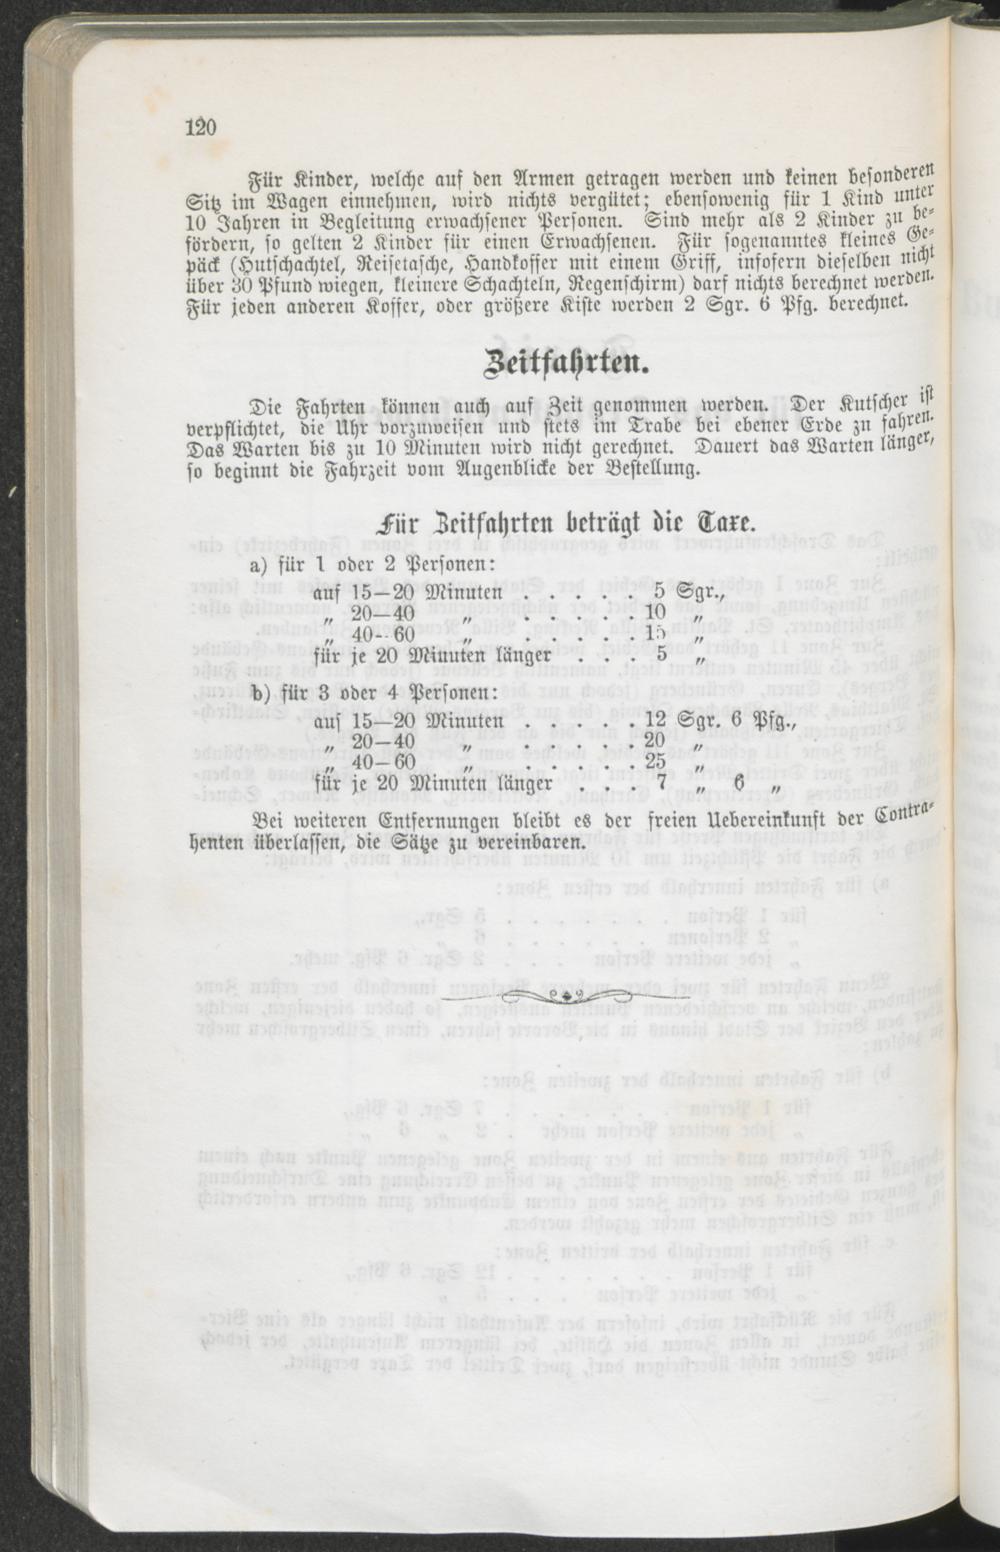 120
Für Kinder, welche auf den Armen getragen werden und keinen besonderen
Sitz im Wagen einnehmen, wird nichts vergütet; ebensowenig für 1 Kind unter
10 Jahren in Begleitung erwachsener Personen. Sind mehr als 2 Kinder zu be-
fördern, so gelten 2 Kinder für einen Erwachsenen. Für sogenanntes kleines Ge-
päck (Hutschachtel, Reisetasche, Handkoffer mit einem Griff, infofern dieselben nicht
über 30 Pfund wiegen, kleinere Schachteln, Regenschirm) darf nichts berechnet werden.
Für jeden anderen Koffer, oder größere Kiste werden 2 Sgr. 6 Pfg. berechnet.
Zeitfahrten.
Die Fahrten können auch auf Zeit genommen werden. Der Kutscher ist
verpflichtet, die Uhr vorzuweisen und stets im Trabe bei ebener Erde zu fahren.
Das Warten bis zu 10 Minuten wird nicht gerechnet. Dauert das Warten länger,
so beginnt die Fahrzeit vom Augenblicke der Bestellung.
Für Zeitfahrten beträgt die Taxe.
a) für 1 oder 2 Personen:
auf 15—20 Minuten . . . . . 5 Sgr.,
„ 20—40 „ . . . . . 10 „
„ 40—60 „ . . . . . 15 „
für je 20 Minuten länger . . . 5 „
b) für 3 oder 4 Personen:
auf 15—20 Minuten . . . . . 12 Sgr. 6 Pfg.,
„ 20—40 „ . . . . . 20 „
„ 40—60 „ . . . . . 25 „
für je 20 Minuten länger . . . 7 „ 6 „
Bei weiteren Entfernungen bleibt es der freien Uebereinkunft der Contra-
henten überlassen, die Sätze zu vereinbaren.